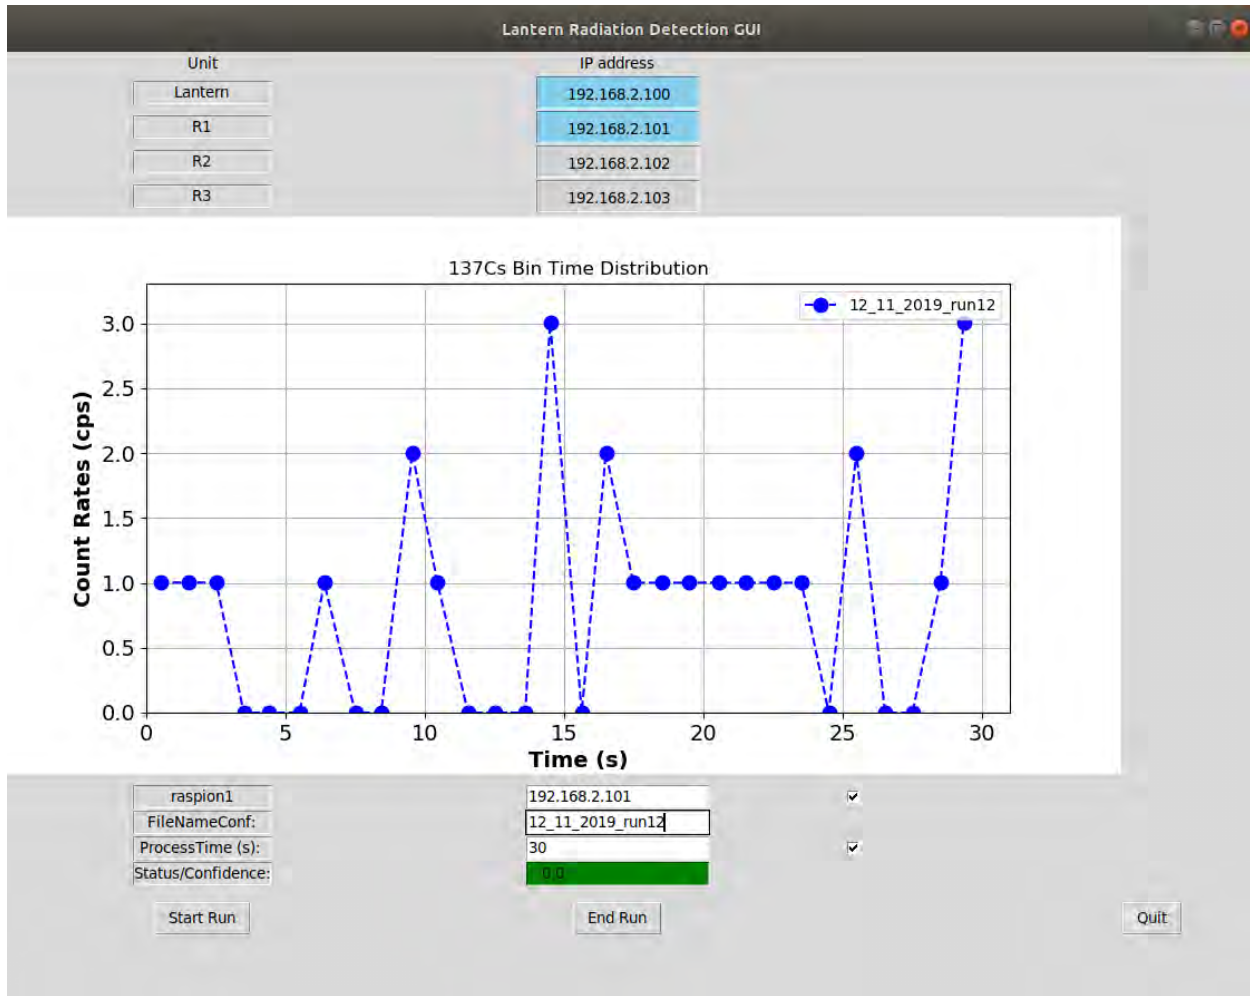 Lantern Radiation Detection GUI
Unit IP address
Lantern 192.168.2.100
R1 192.168.2.101
R2 192.168.2.102
R3 192.168.2.103
137Cs Bin Time Distribution
12_11_2019_run12
3.0
2.5
2.0
1.5
1.0
0.5
0.0
Count Rates (cps)
0 5 10 15 20 25 30
Time (s)
raspion1 192.168.2.101
FileNameConf: 12_11_2019_run12
ProcessTime (s): 30
Status/Confidence: 0.0
Start Run End Run Quit